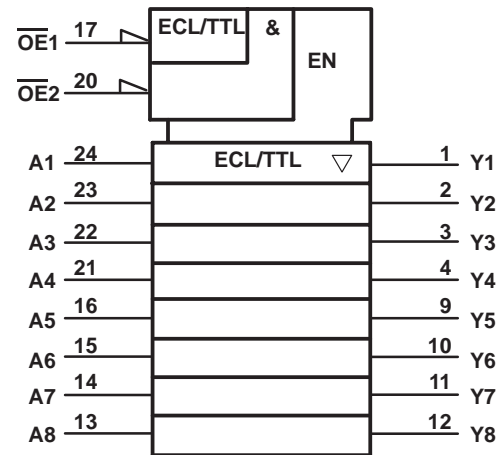 OE1 17 ECL/TTL & EN
OE2 20
A1 24 ECL/TTL ▽ 1 Y1
A2 23 2 Y2
A3 22 3 Y3
A4 21 4 Y4
A5 16 9 Y5
A6 15 10 Y6
A7 14 11 Y7
A8 13 12 Y8